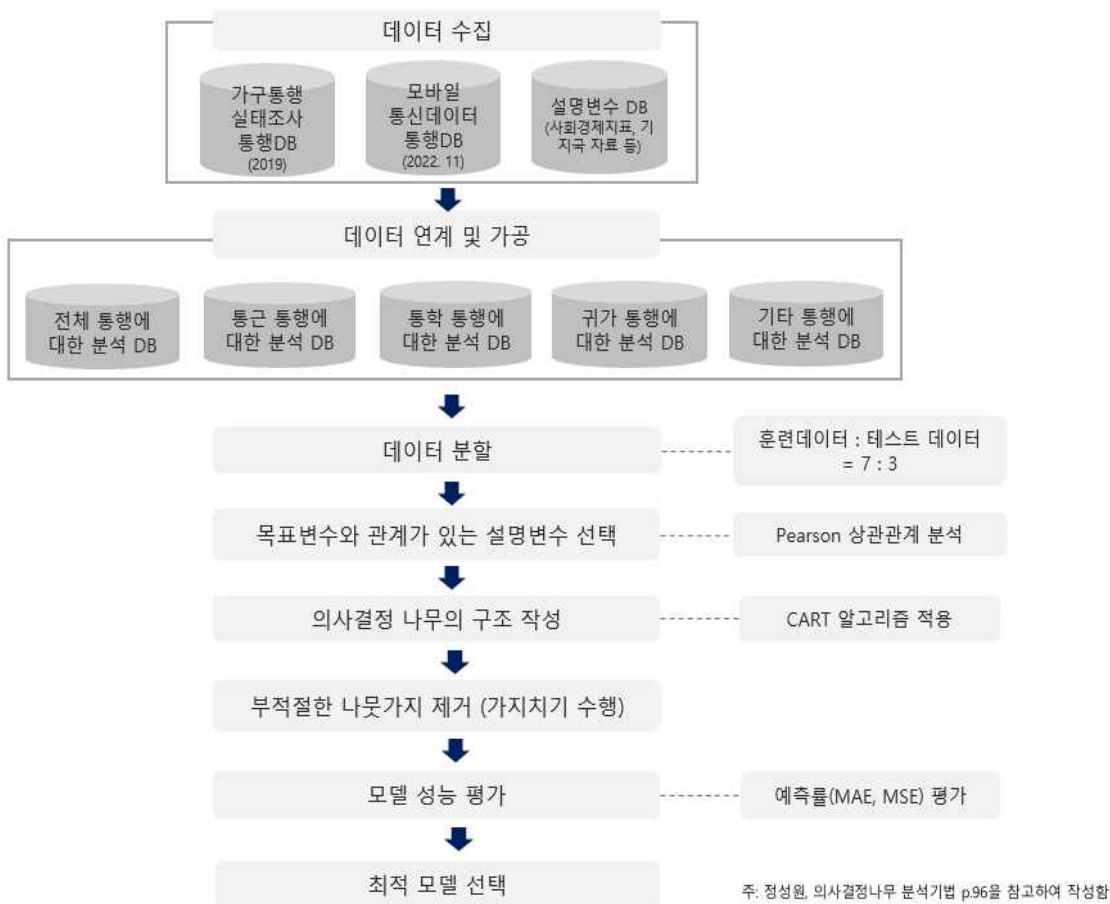 데이터 수집
가구통행
실태조사
통행DB
(2019)
모바일
통신데이터
통행DB
(2022. 11)
설명변수 DB
(사회경제지표, 기
지국 자료 등)
데이터 연계 및 가공
전체 통행에
대한 분석 DB
통근 통행에
대한 분석 DB
통학 통행에
대한 분석 DB
귀가 통행에
대한 분석 DB
기타 통행에
대한 분석 DB
데이터 분할
훈련데이터 : 테스트 데이터
= 7 : 3
목표변수와 관계가 있는 설명변수 선택
Pearson 상관관계 분석
의사결정 나무의 구조 작성
CART 알고리즘 적용
부적절한 나뭇가지 제거 (가지치기 수행)
모델 성능 평가
예측률(MAE, MSE) 평가
최적 모델 선택
주: 정성원, 의사결정나무 분석기법 p.96을 참고하여 작성함